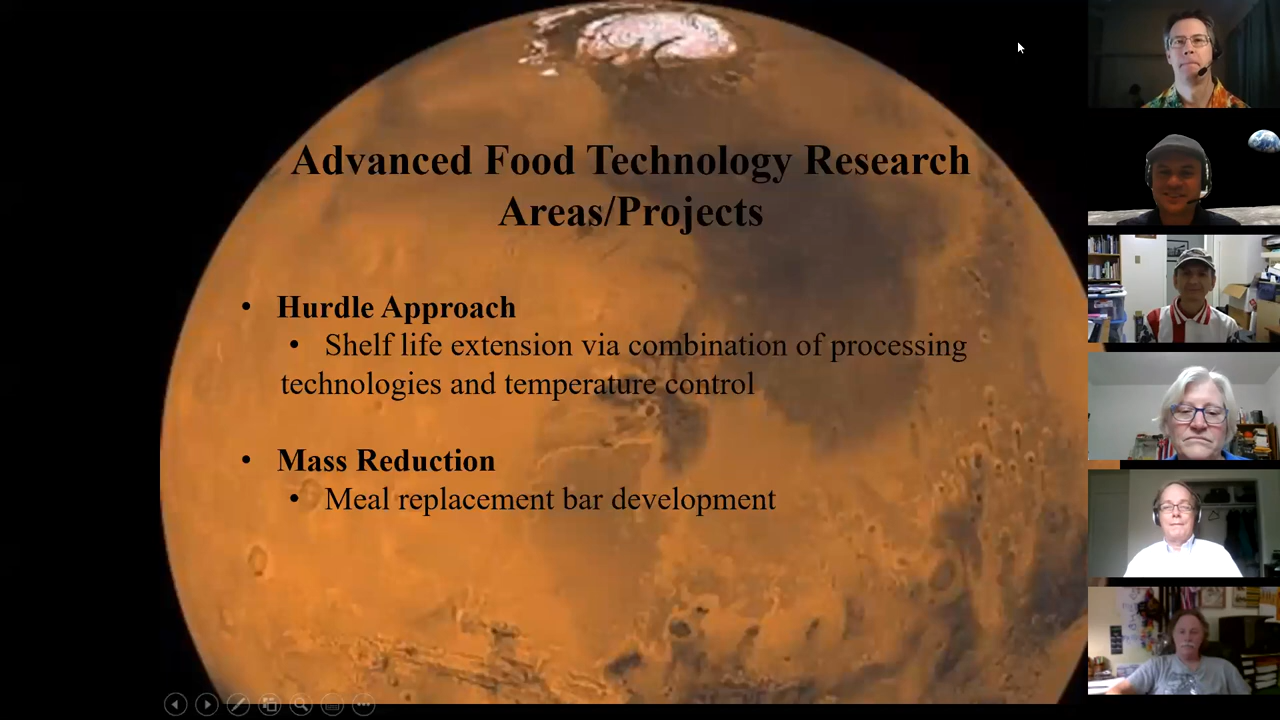 Advanced Food Technology Research
Areas/Projects
• Hurdle Approach
• Shelf life extension via combination of processing
technologies and temperature control
• Mass Reduction
• Meal replacement bar development